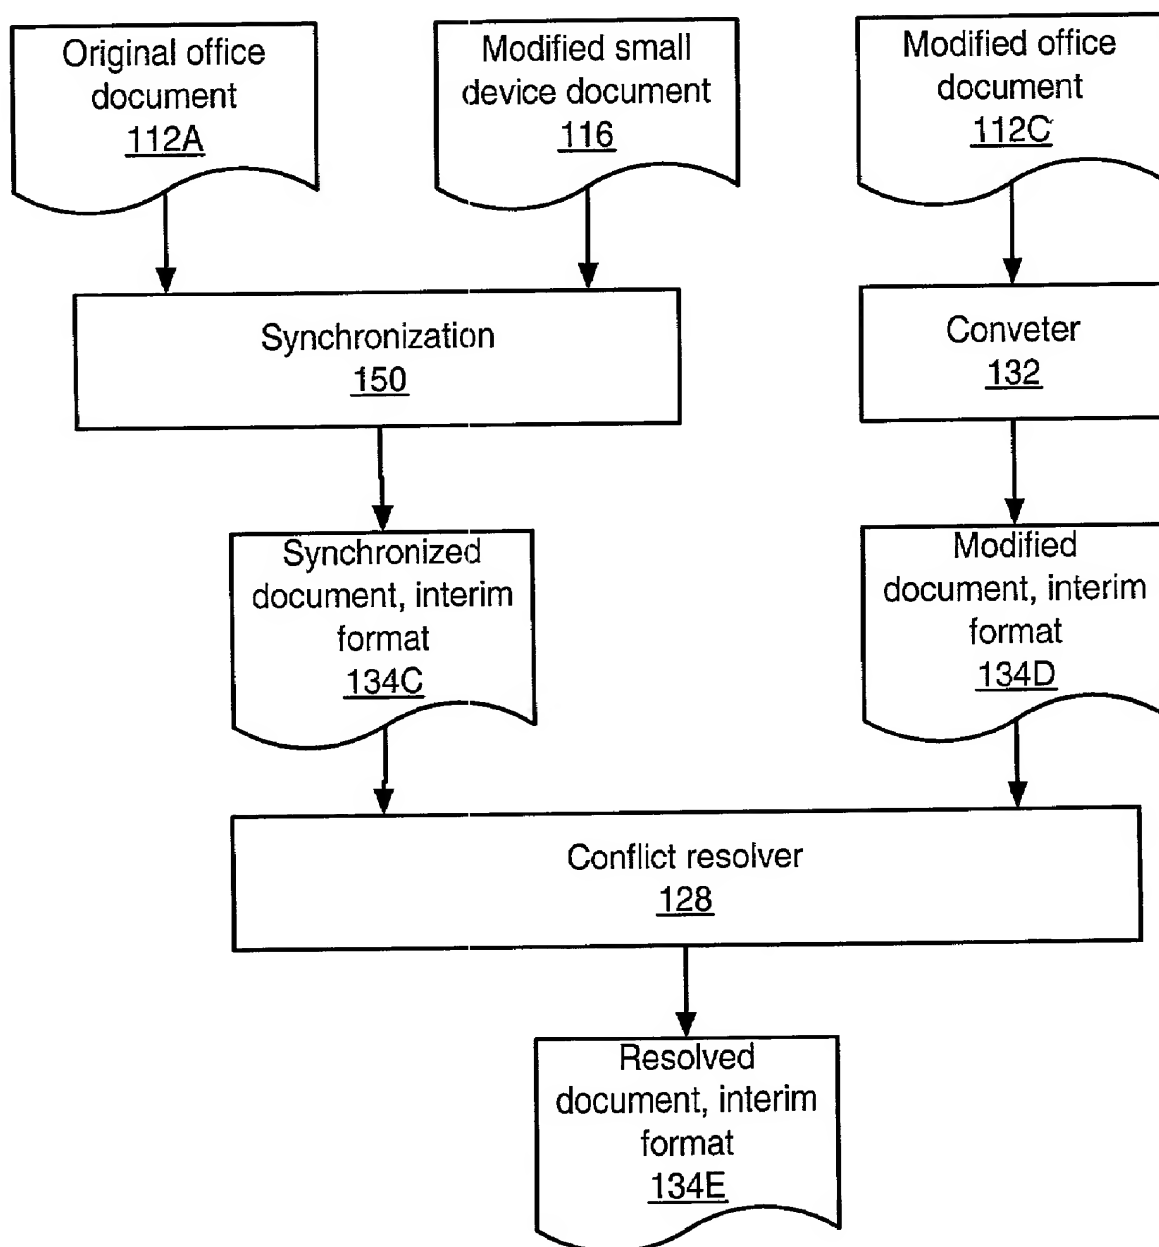 Original office
document
112A
Modified small
device document
116
Modified office
document
112C
Synchronization
150
Conveter
132
Synchronized
document, interim
format
134C
Modified
document, interim
format
134D
Conflict resolver
128
Resolved
document, interim
format
134E